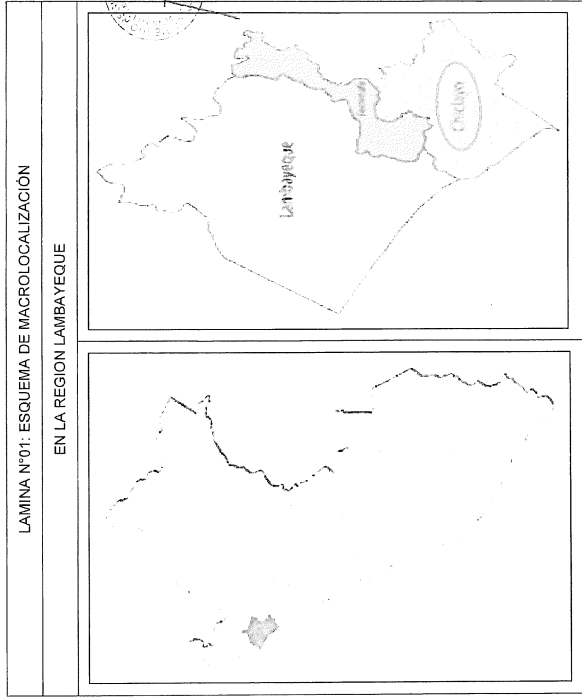 LAMINA N°01: ESQUEMA DE MACROLOCALIZACIÓN
EN LA REGION LAMBAYEQUE
Lambayeque
Chiclayo